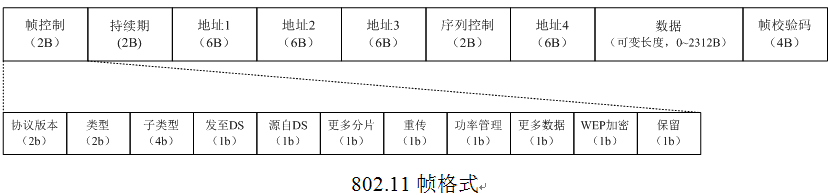 帧控制 持续期 地址1 地址2 地址3 序列控制 地址4 数据 帧校验码
（2B） (2B) （6B） （6B） （6B） （2B） （6B） （可变长度，0~2312B） （4B）
协议版本 类型 子类型 发至DS 源自DS 更多分片 重传 功率管理 更多数据 WEP加密 保留
（2b） （2b） （4b） （1b） （1b） （1b） （1b） （1b） （1b） （1b） （1b）
802.11 帧格式